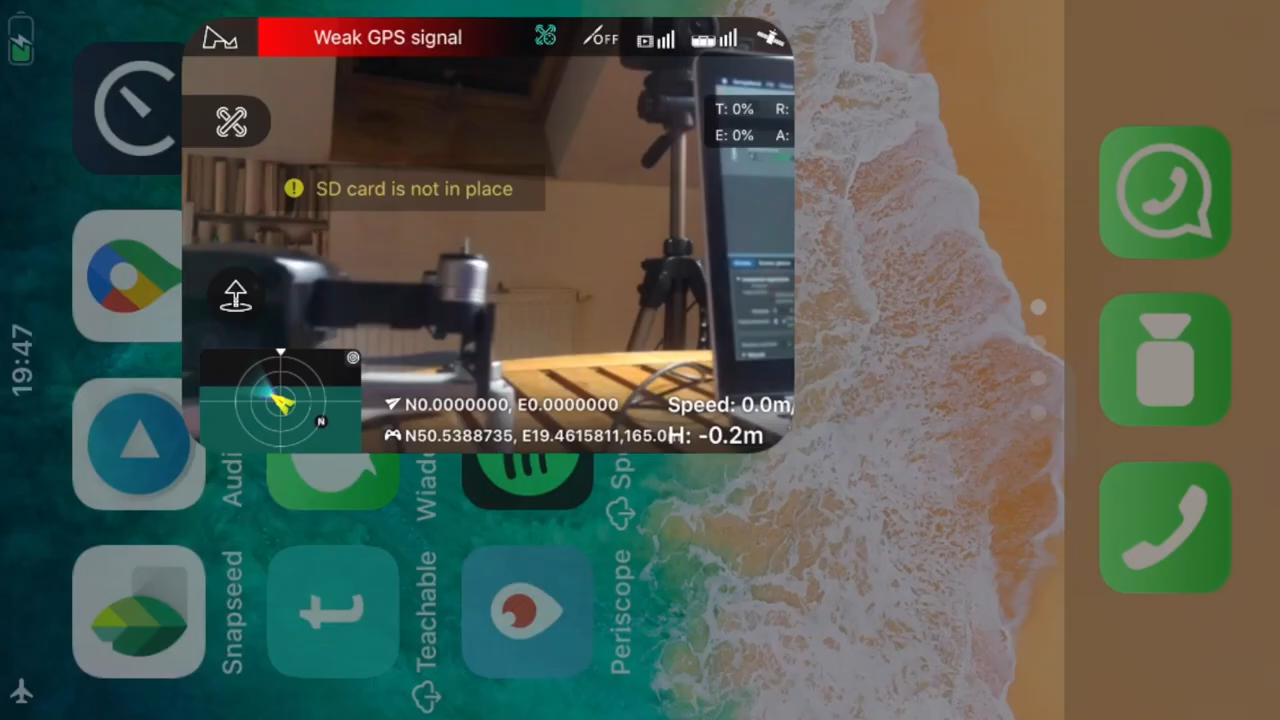 Weak GPS signal
OFF
T: 0% R:
E: 0% A:
SD card is not in place
N
N0.0000000, E0.0000000
Speed: 0.0m/
N50.5388735, E19.4615811,165.0
H: -0.2m
19:47
Audi
Wiado
Spo
Snapseed
t
Teachable
Periscope